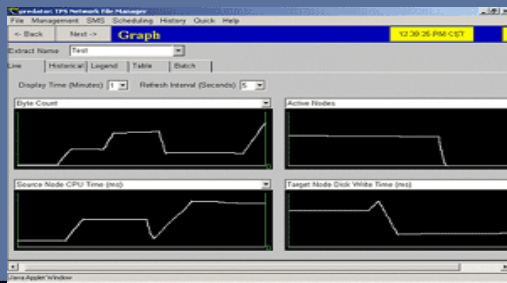 predator: TPS Network File Manager
File Management SMS Scheduling History Quick Help
<- Back Next -> Graph 12:39:25 PM CST
Extract Name Test
Line Historical Legend Table Batch
Display Time (Minutes) 1 Refresh Interval (Seconds) 5
Byte Count Active Nodes
Source Node CPU Time (ms) Target Node Disk Write Time (ms)
Java Applet Window